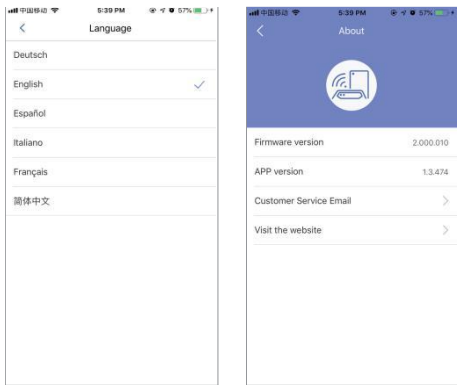 中国移动 5:39 PM 57%
Language
Deutsch
English
Español
Italiano
Français
简体中文
中国移动 5:39 PM 57%
About
Firmware version 2.000.010
APP version 1.3.474
Customer Service Email
Visit the website